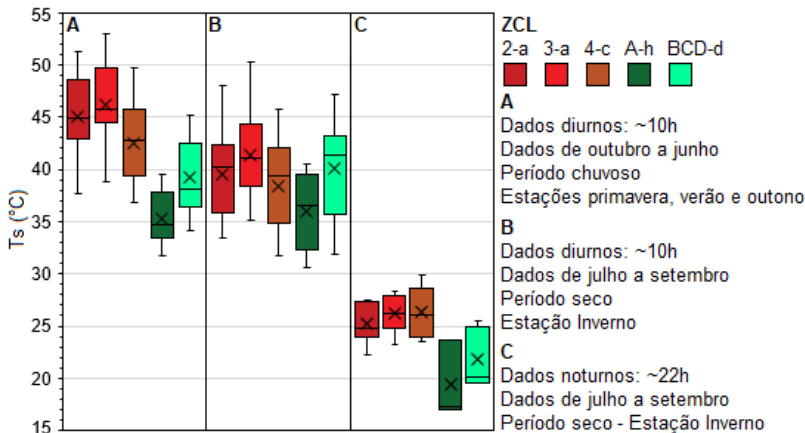 A
B
C
55
50
45
40
35
30
25
20
15
Ts (°C)
ZCL
2-a 3-a 4-c A-h BCD-d
A
Dados diurnos: ~10h
Dados de outubro a junho
Período chuvoso
Estações primavera, verão e outono
B
Dados diurnos: ~10h
Dados de julho a setembro
Período seco
Estação Inverno
C
Dados noturnos: ~22h
Dados de julho a setembro
Período seco - Estação Inverno